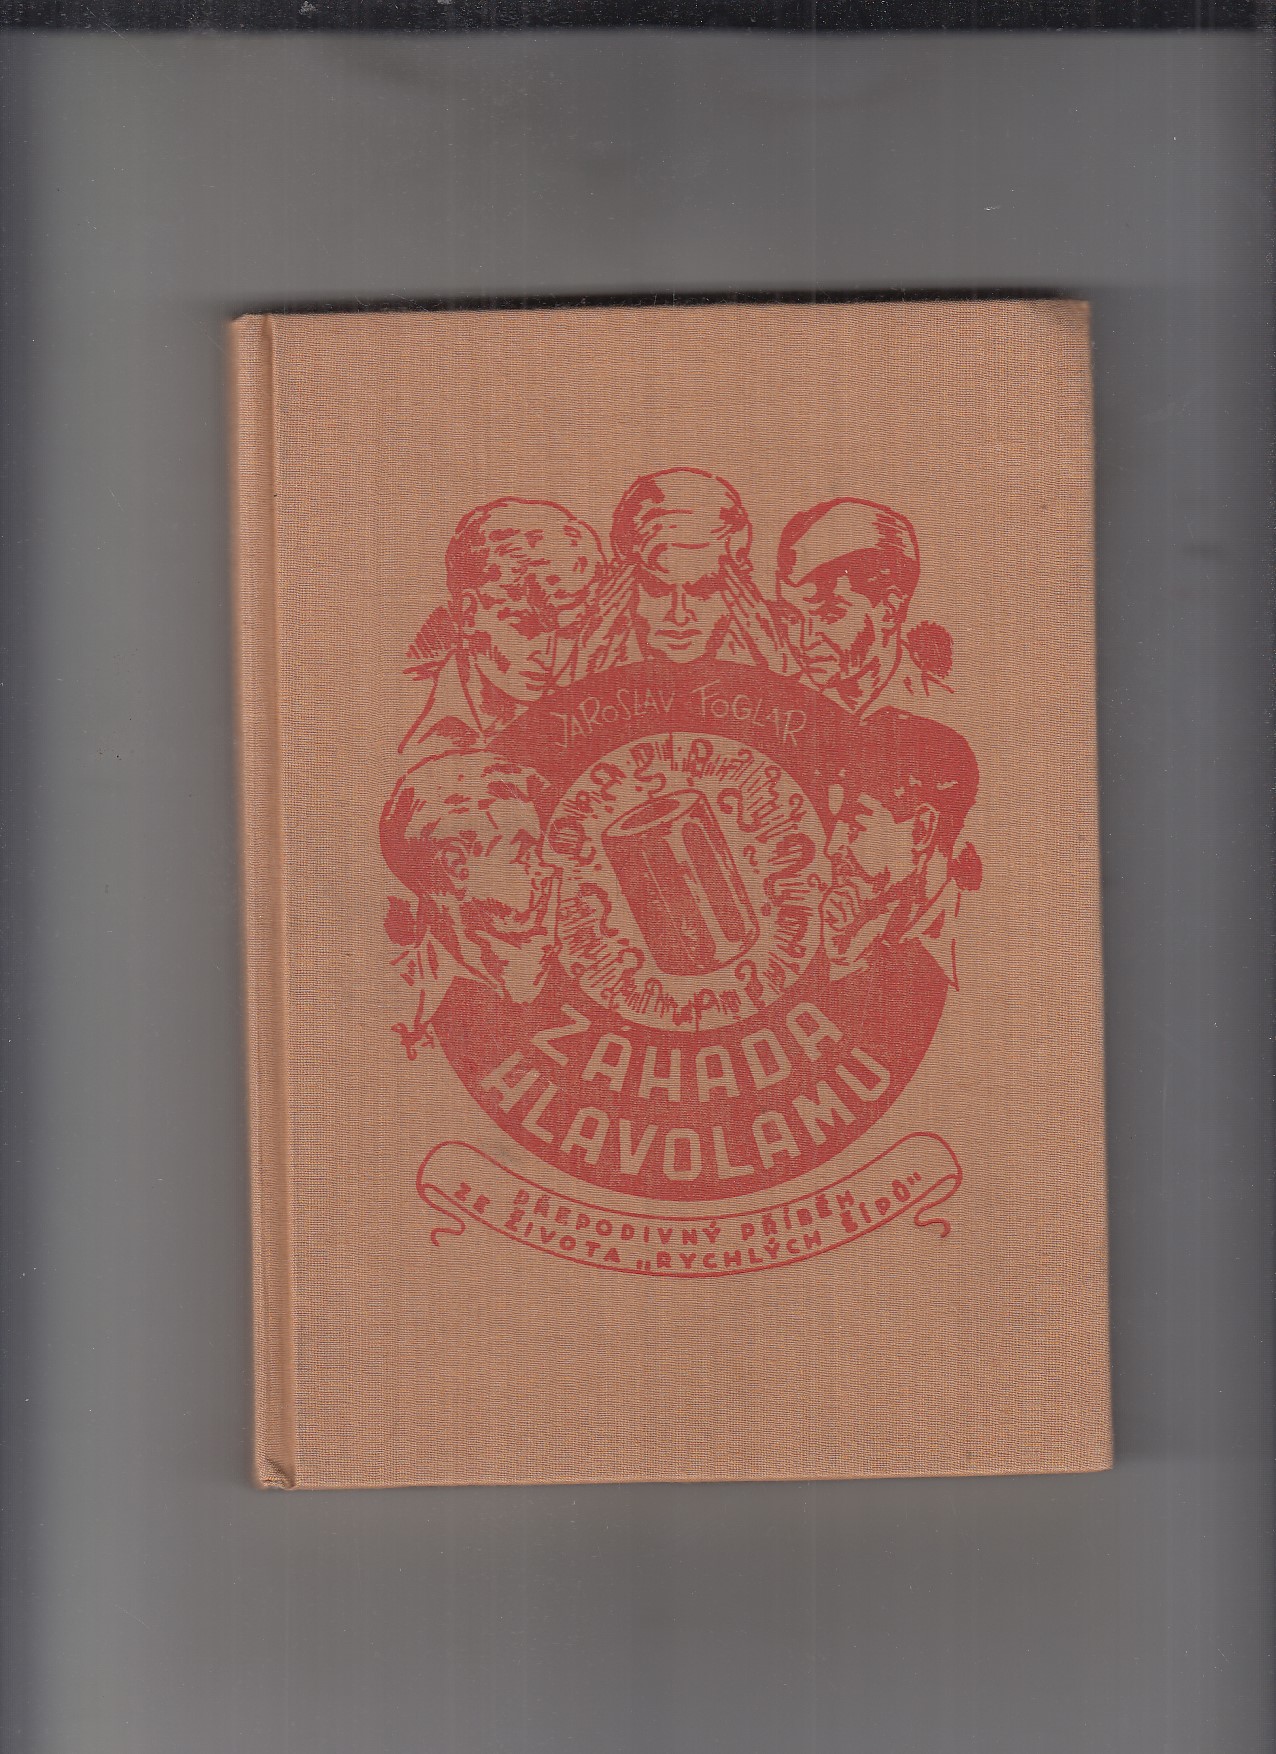 JAROSLAV FOGLAR
ZÁHADA
HLAVOLAMU
PŘEPODIVNÝ PŘÍBĚH
ZE ŽIVOTA „RYCHLÝCH ŠÍPŮ"